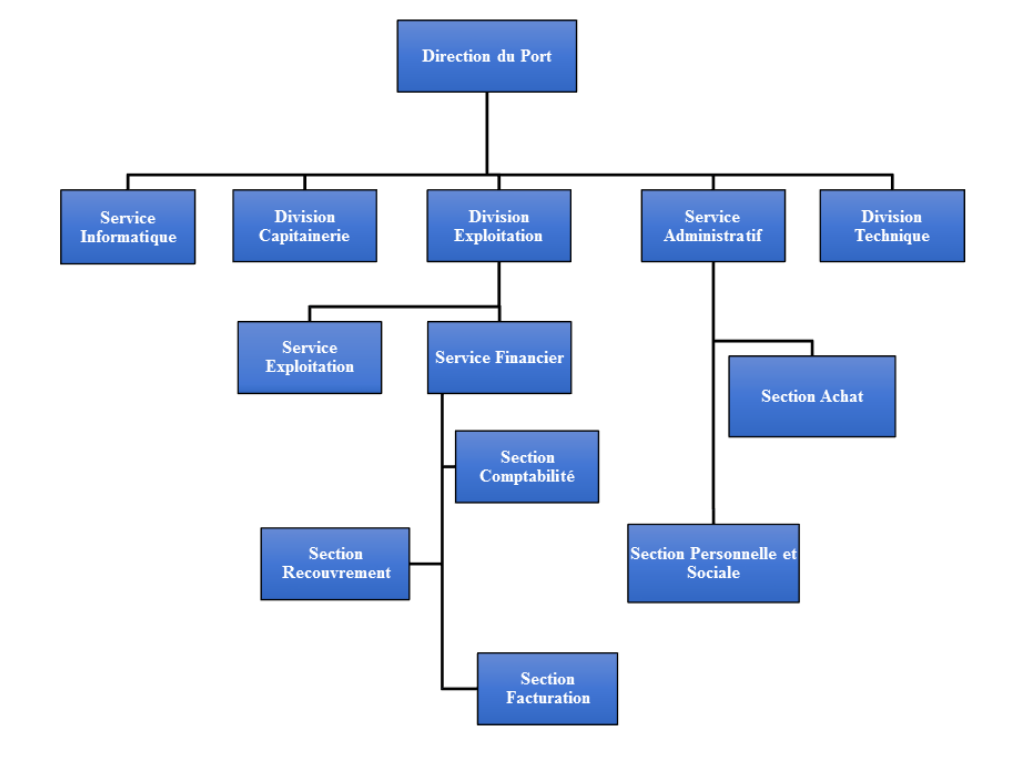 Direction du Port
Service
Informatique
Division
Capitainerie
Division
Exploitation
Service
Administratif
Division
Technique
Service
Exploitation
Service Financier
Section Achat
Section
Comptabilité
Section
Recouvrement
Section Personnelle et
Sociale
Section
Facturation